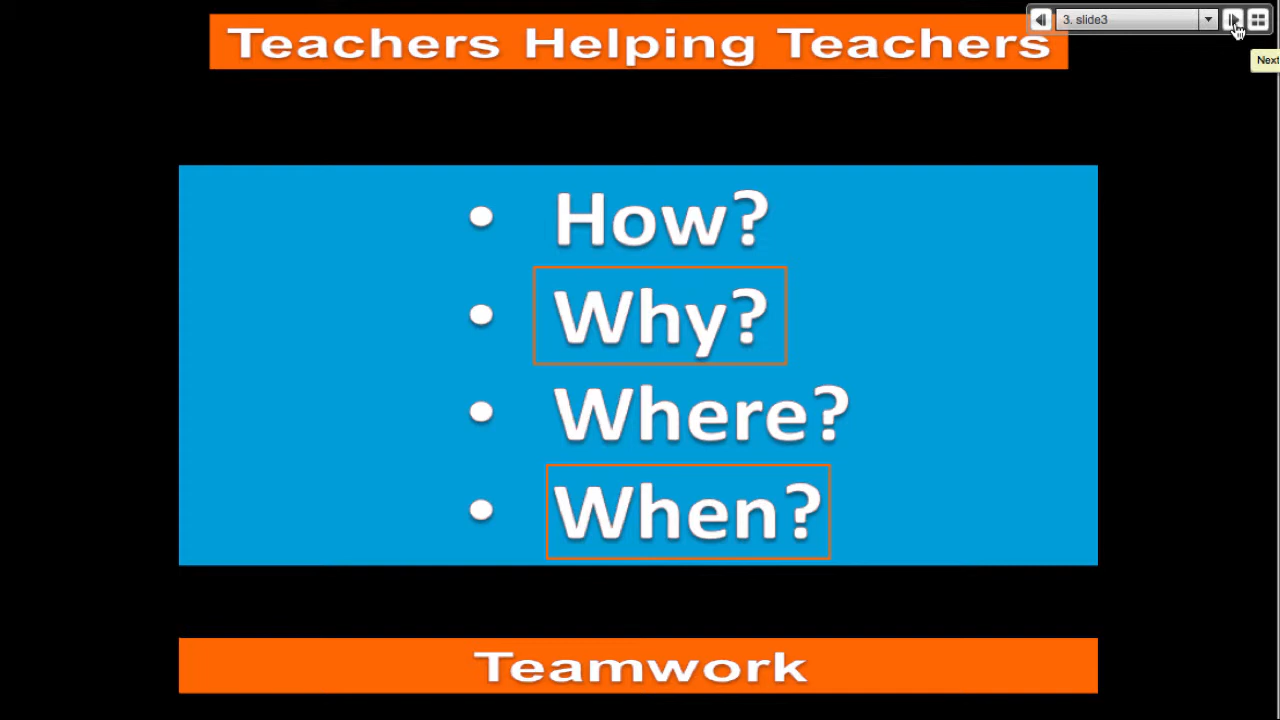 Teachers Helping Teachers
3. slide3
Next
• How?
• Why?
• Where?
• When?
Teamwork